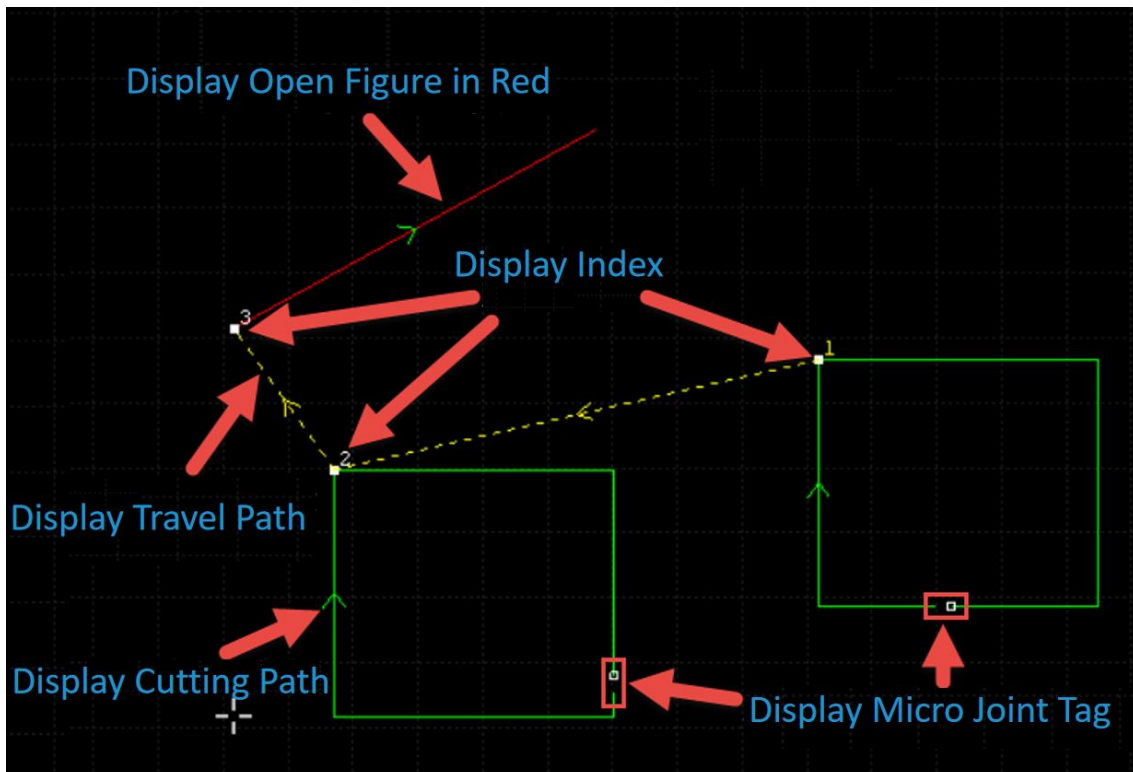 Display Open Figure in Red
Display Index
3
1
2
Display Travel Path
Display Cutting Path
Display Micro Joint Tag